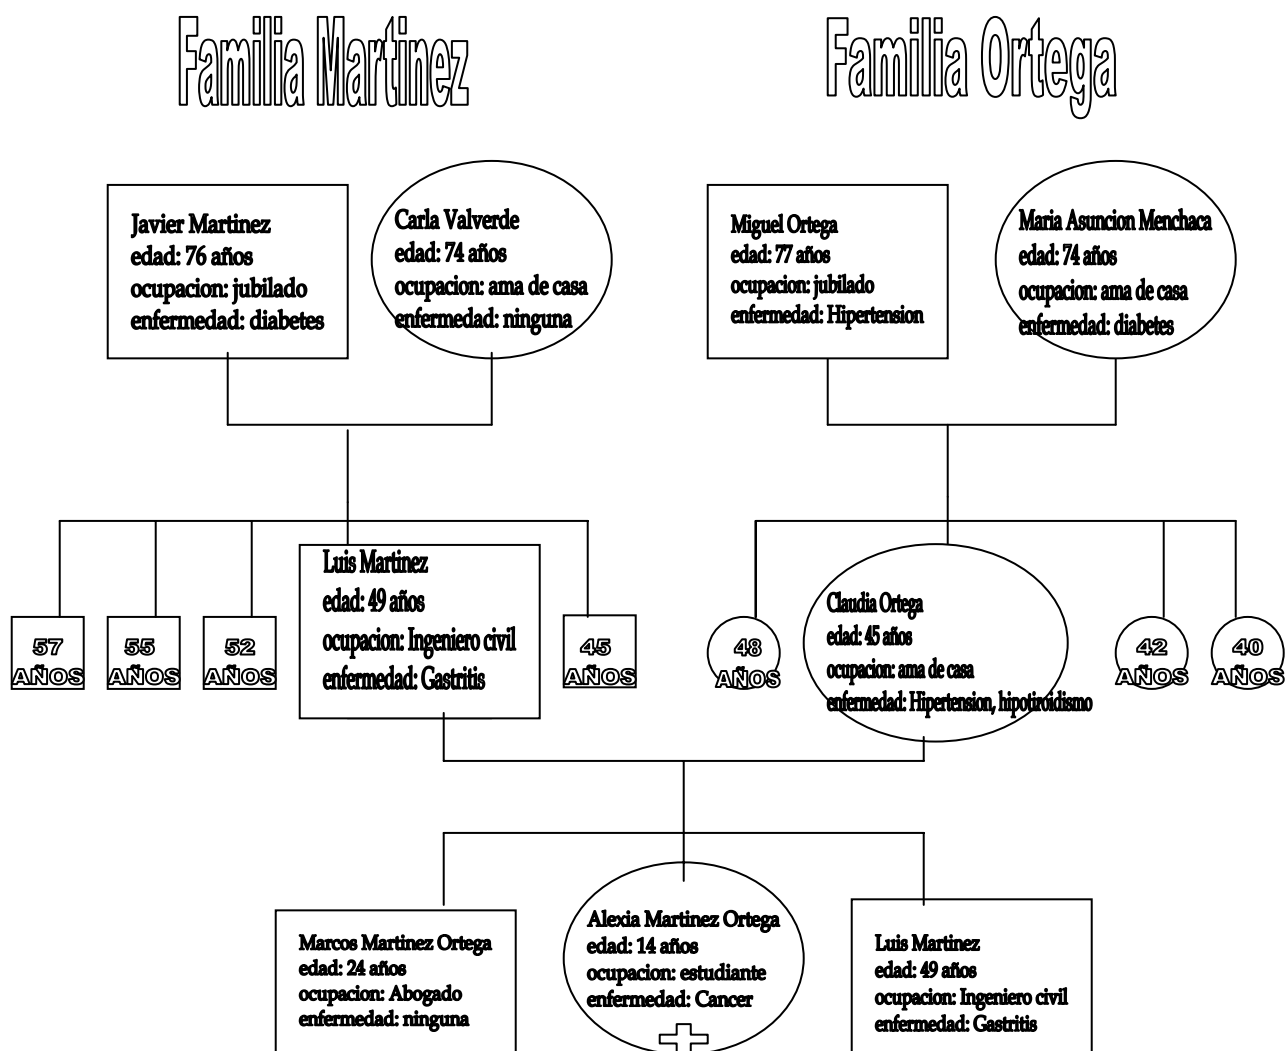 Familia Martinez
Familia Ortega
Javier Martinez
edad: 76 años
ocupacion: jubilado
enfermedad: diabetes
Carla Valverde
edad: 74 años
ocupacion: ama de casa
enfermedad: ninguna
Miguel Ortega
edad: 77 años
ocupacion: jubilado
enfermedad: Hipertension
Maria Asuncion Menchaca
edad: 74 años
ocupacion: ama de casa
enfermedad: diabetes
57
AÑOS
55
AÑOS
52
AÑOS
Luis Martinez
edad: 49 años
ocupacion: Ingeniero civil
enfermedad: Gastritis
45
AÑOS
48
AÑOS
Claudia Ortega
edad: 45 años
ocupacion: ama de casa
enfermedad: Hipertension, hipotiroidismo
42
AÑOS
40
AÑOS
Marcos Martinez Ortega
edad: 24 años
ocupacion: Abogado
enfermedad: ninguna
Alexia Martinez Ortega
edad: 14 años
ocupacion: estudiante
enfermedad: Cancer
Luis Martinez
edad: 49 años
ocupacion: Ingeniero civil
enfermedad: Gastritis